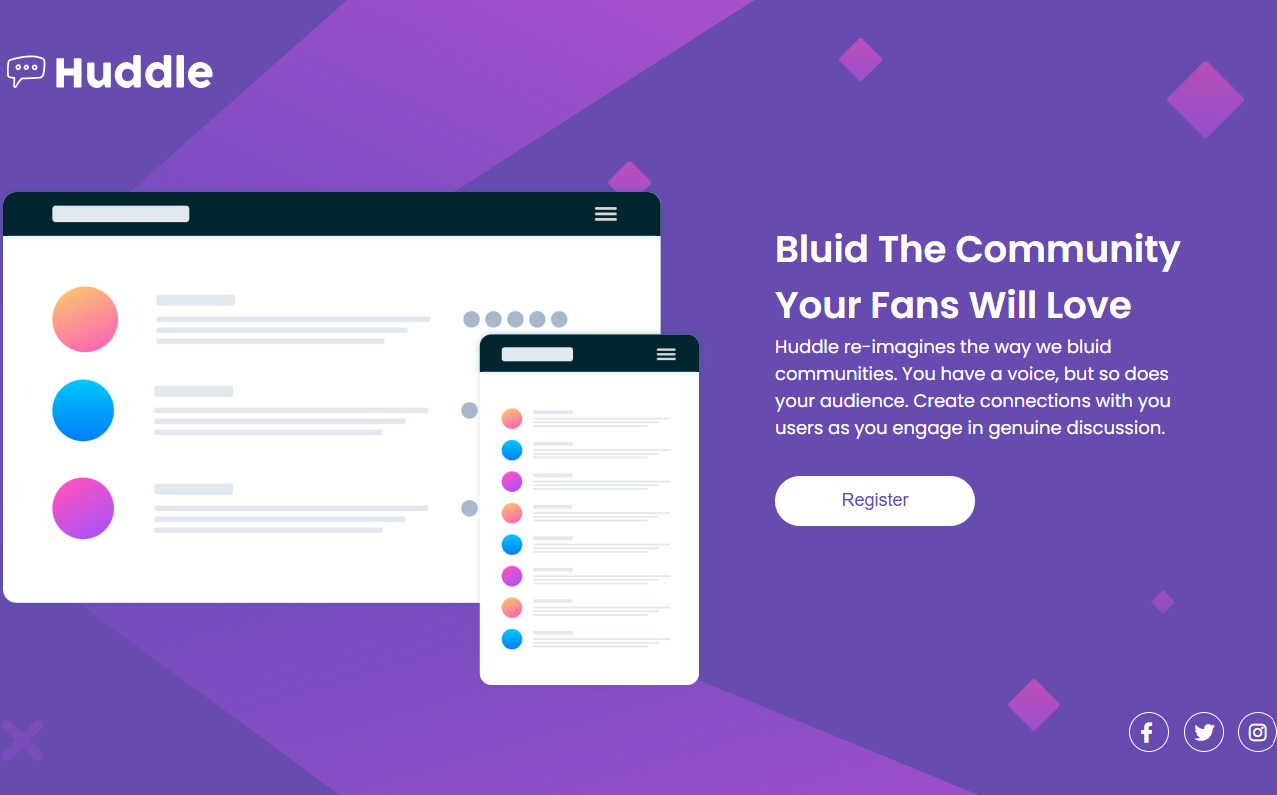 Huddle
Bluid The Community
Your Fans Will Love
Huddle re-imagines the way we bluid
communities. You have a voice, but so does
your audience. Create connections with you
users as you engage in genuine discussion.
Register